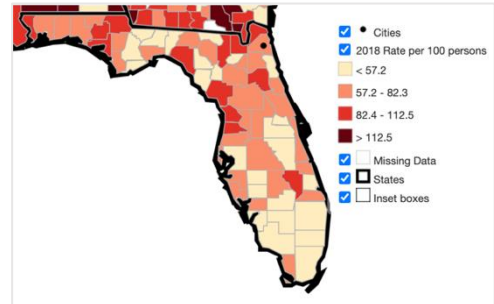 Cities
2018 Rate per 100 persons
< 57.2
57.2 - 82.3
82.4 - 112.5
> 112.5
Missing Data
States
Inset boxes